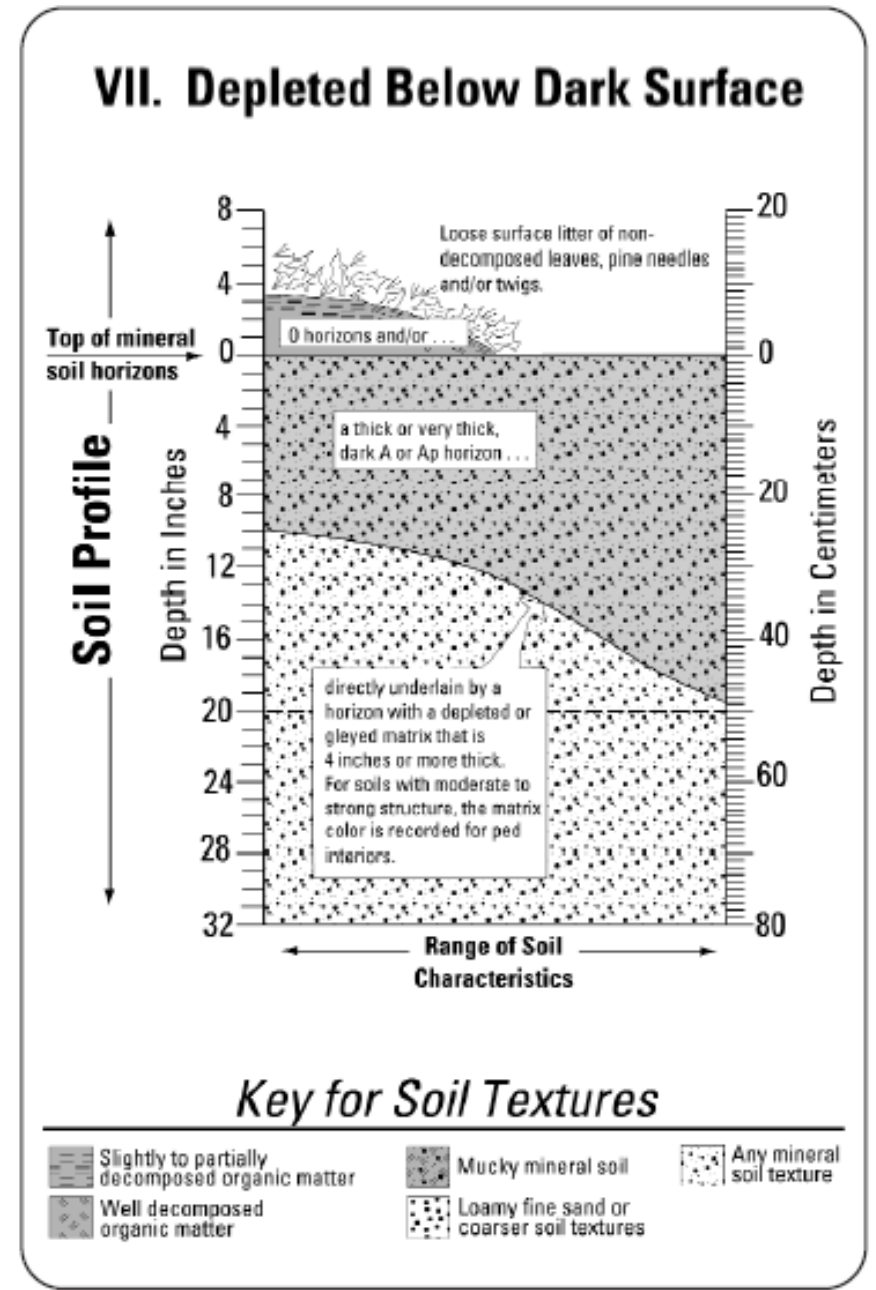 VII. Depleted Below Dark Surface
8
20
Loose surface litter of non-
decomposed leaves, pine needles
and/or twigs.
4
O horizons and/or . . .
Top of mineral
soil horizons
0
0
a thick or very thick,
dark A or Ap horizon . . .
4
8
20
12
16
40
Soil Profile
Depth in Inches
Depth in Centimeters
directly underlain by a
horizon with a depleted or
gleyed matrix that is
4 inches or more thick.
For soils with moderate to
strong structure, the matrix
color is recorded for ped
interiors.
20
24
60
28
32
80
Range of Soil
Characteristics
Key for Soil Textures
Slightly to partially
decomposed organic matter
Mucky mineral soil
Any mineral
soil texture
Well decomposed
organic matter
Loamy fine sand or
coarser soil textures